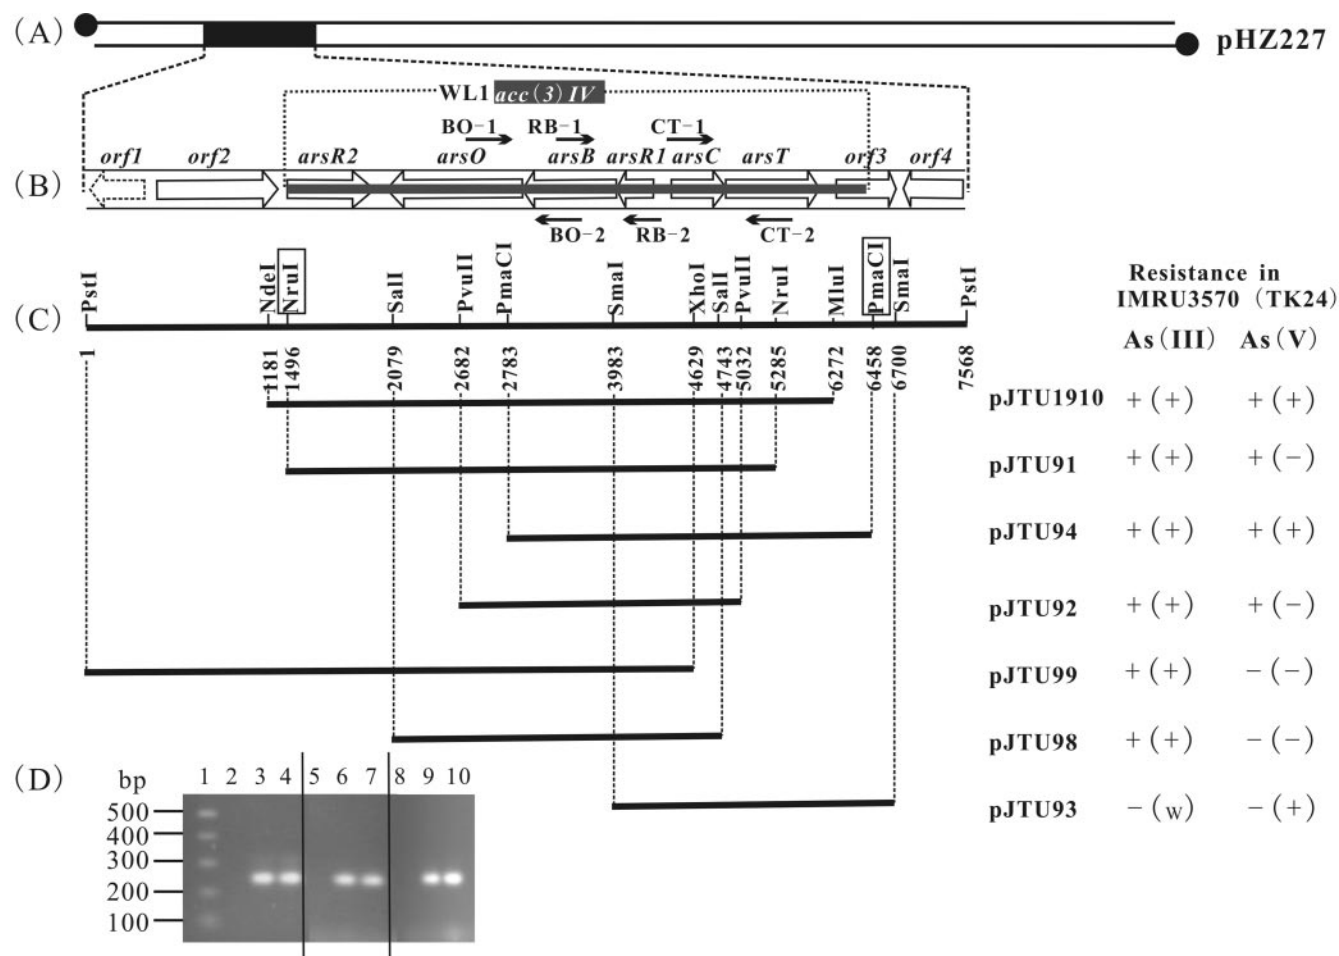 (A)
pHZ227
WL1 acc(3)IV
BO-1 RB-1 CT-1
orf1 orf2 arsR2 arsO arsB arsR1 arsC arsT orf3 orf4
(B)
BO-2 RB-2 CT-2
(C)
PstI NdeI NruI SalI PvuII PmaCI SmaI XhoI SalI PvuII NruI MluI PmaCI SmaI PstI
1 1181 1496 2079 2682 2783 3983 4629 4743 5032 5285 6272 6458 6700 7568
Resistance in
IMRU3570 (TK24)
As(III) As(V)
pJTU1910 +(+) +(+)
pJTU91 +(+) +(-)
pJTU94 +(+) +(+)
pJTU92 +(+) +(-)
pJTU99 +(+) -(-)
pJTU98 +(+) -(-)
pJTU93 -(w) -(+)
(D)
bp 1 2 3 4 5 6 7 8 9 10
500
400
300
200
100